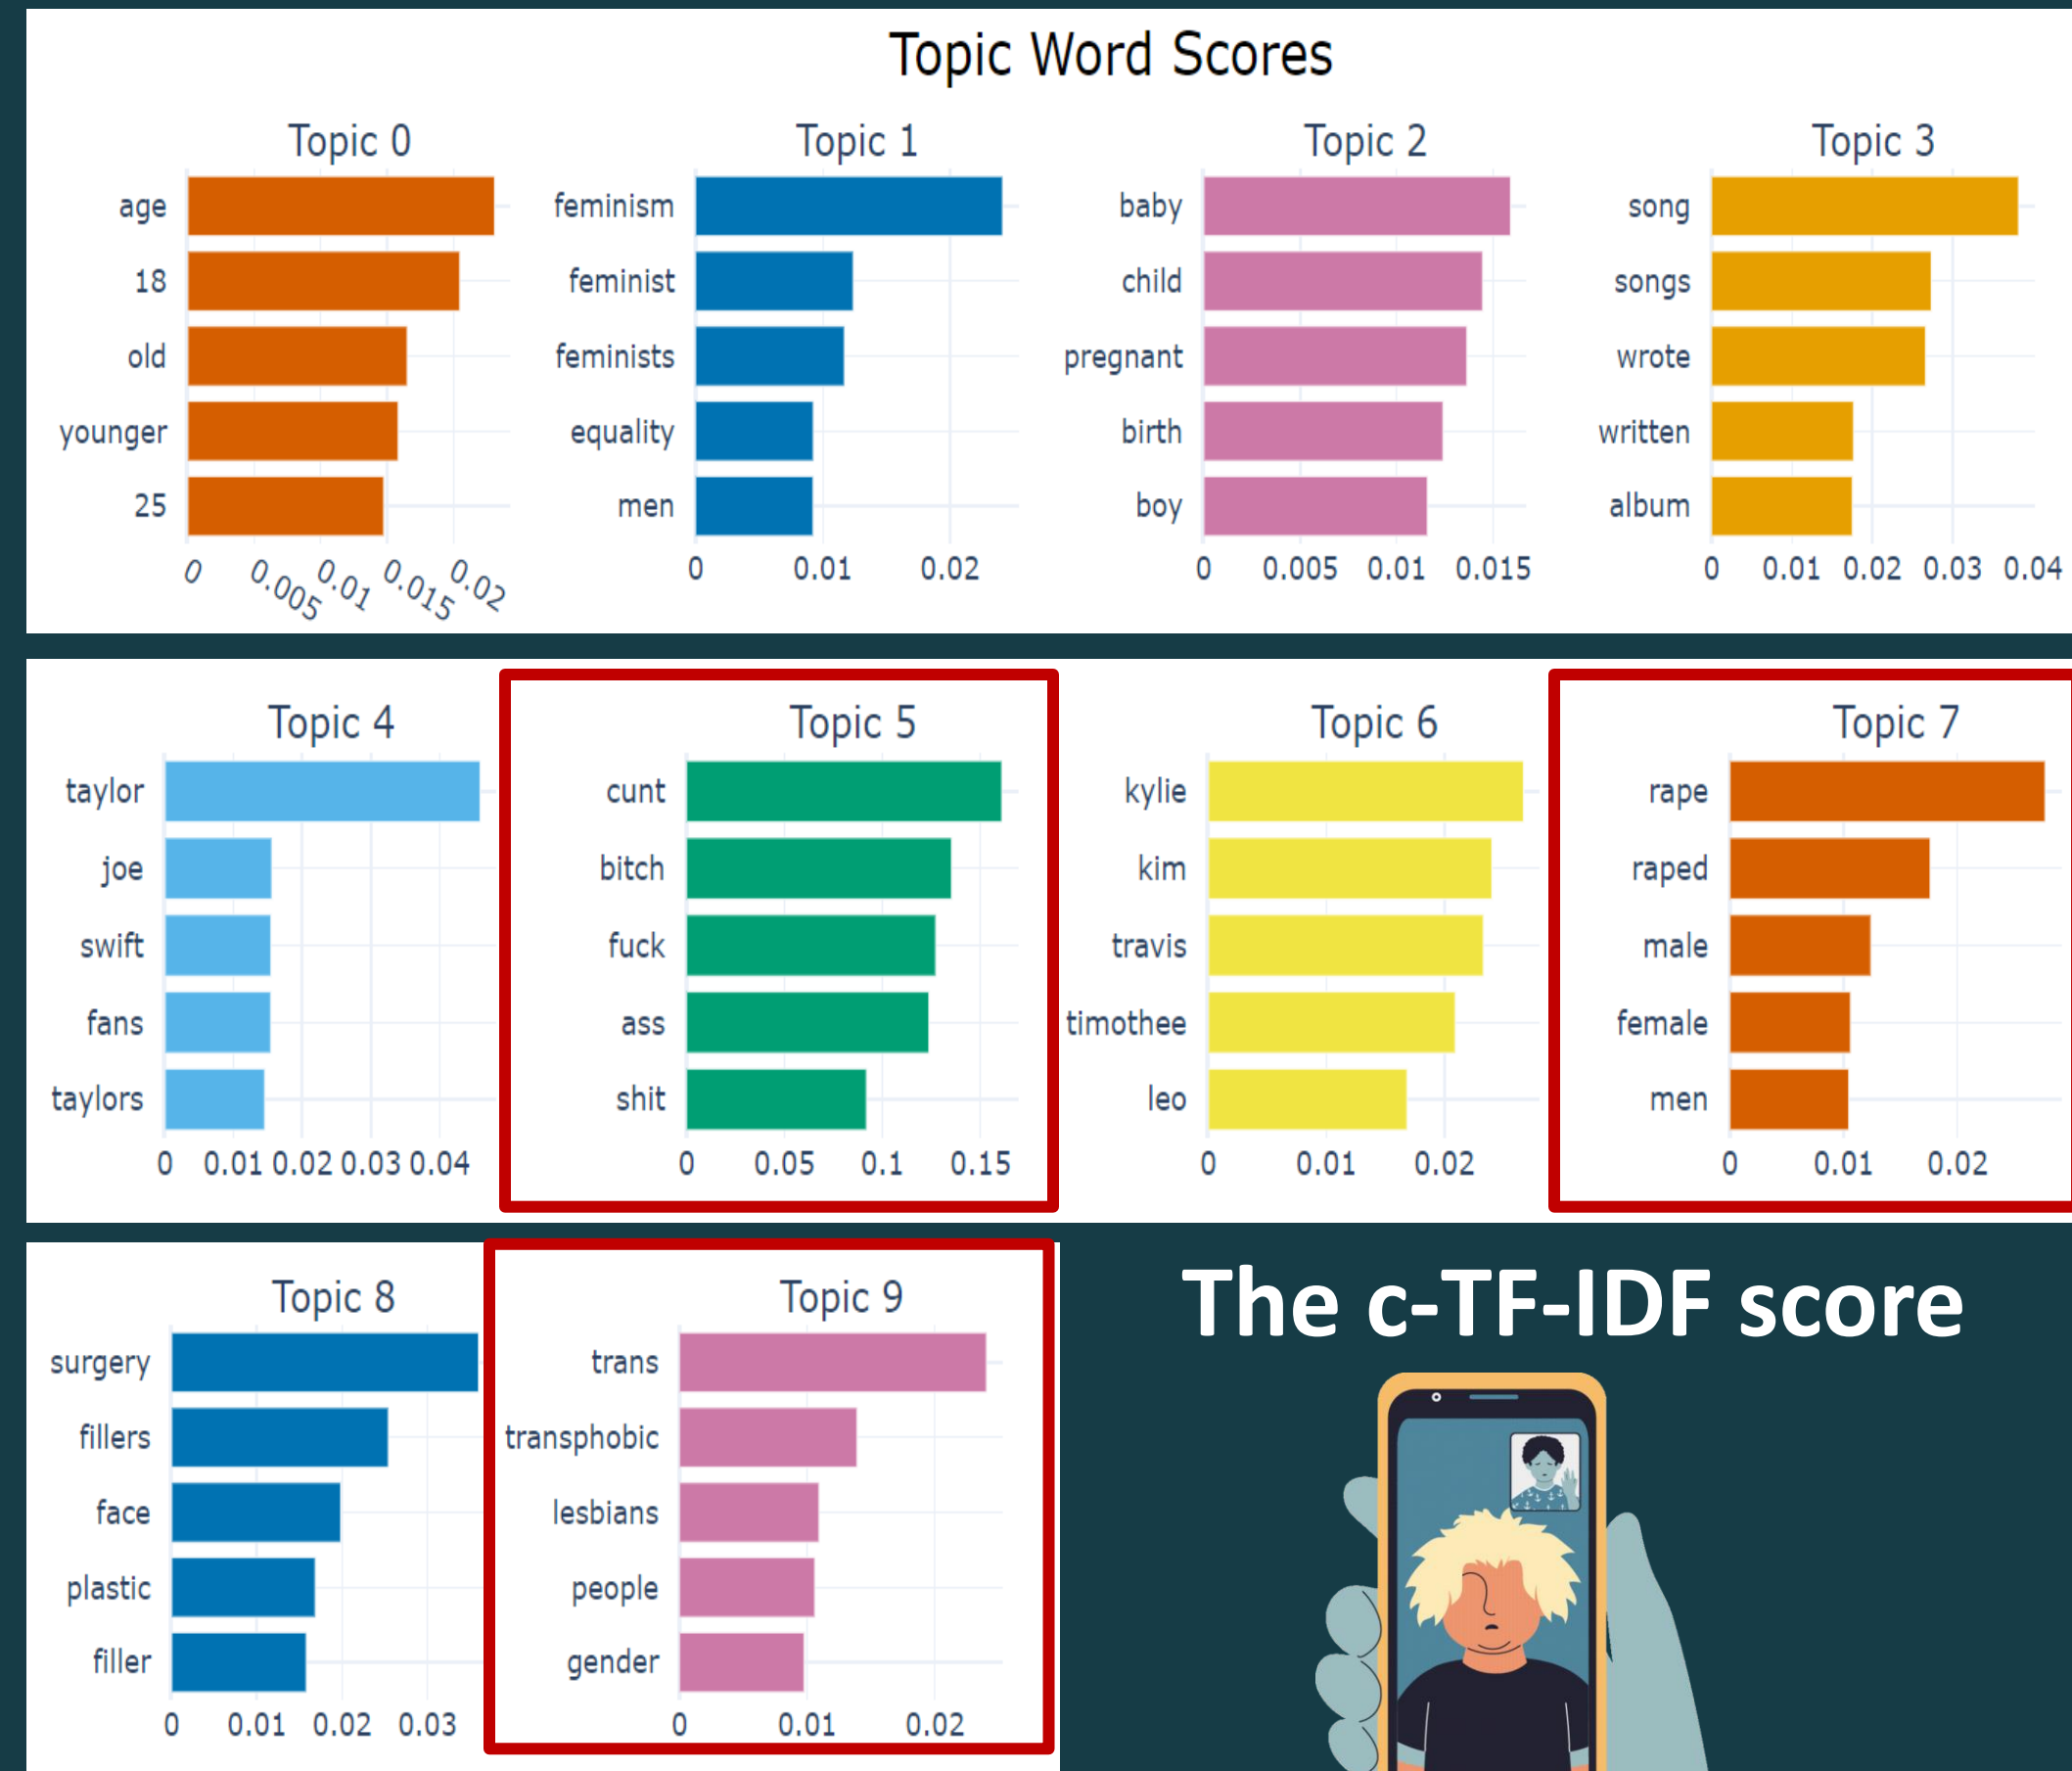 Topic Word Scores
Topic 0
age
18
old
younger
25
0 0.005 0.01 0.015 0.02
Topic 1
feminism
feminist
feminists
equality
men
0 0.01 0.02
Topic 2
baby
child
pregnant
birth
boy
0 0.005 0.01 0.015
Topic 3
song
songs
wrote
written
album
0 0.01 0.02 0.03 0.04
Topic 4
taylor
joe
swift
fans
taylors
0 0.01 0.02 0.03 0.04
Topic 5
cunt
bitch
fuck
ass
shit
0 0.05 0.1 0.15
Topic 6
kylie
kim
travis
timothee
leo
0 0.01 0.02
Topic 7
rape
raped
male
female
men
0 0.01 0.02
Topic 8
surgery
fillers
face
plastic
filler
0 0.01 0.02 0.03
Topic 9
trans
transphobic
lesbians
people
gender
0 0.01 0.02
The c-TF-IDF score